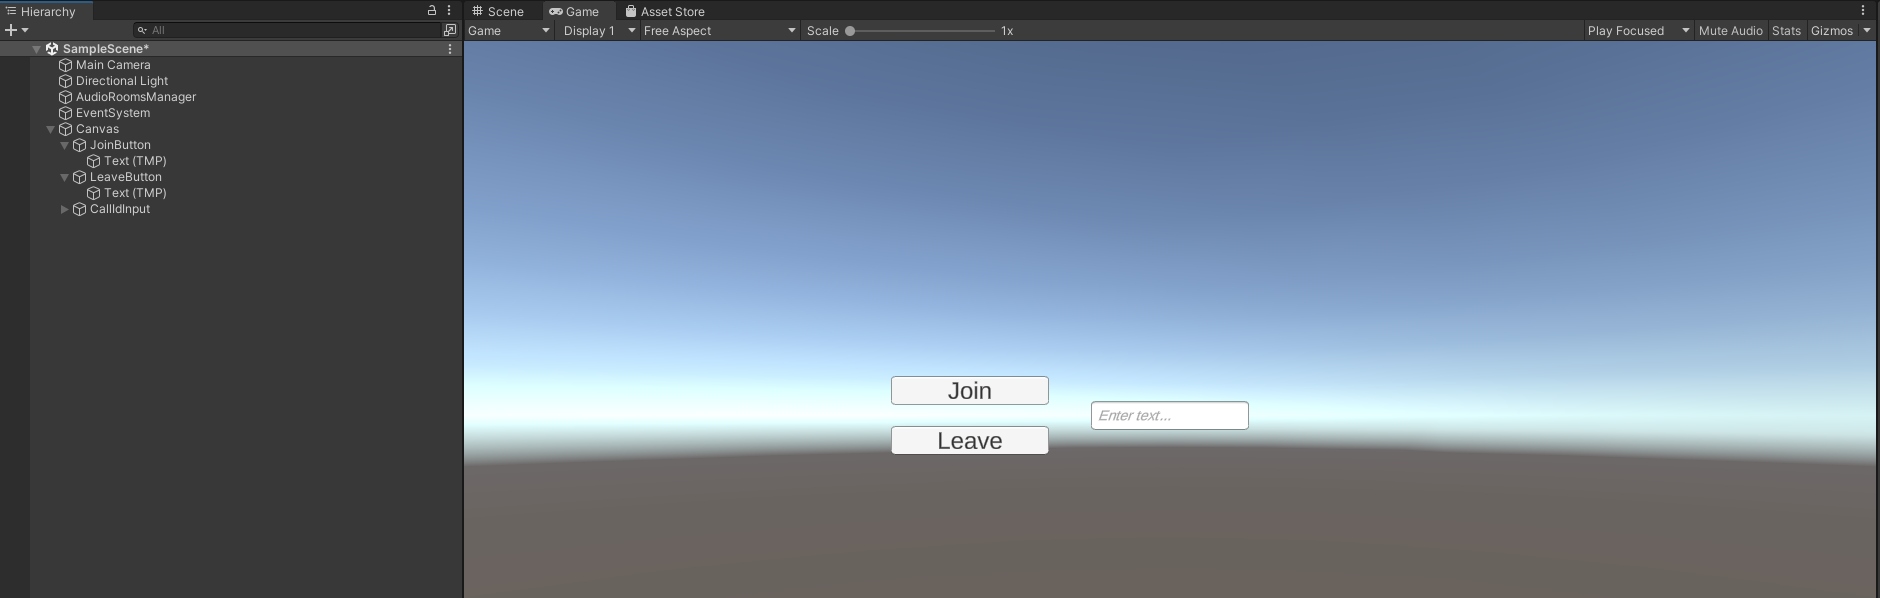 Hierarchy
All
SampleScene*
Main Camera
Directional Light
AudioRoomsManager
EventSystem
Canvas
JoinButton
Text (TMP)
LeaveButton
Text (TMP)
CallIdInput
Scene Game Asset Store
Game Display 1 Free Aspect Scale 1x Play Focused Mute Audio Stats Gizmos
Join
Enter text...
Leave